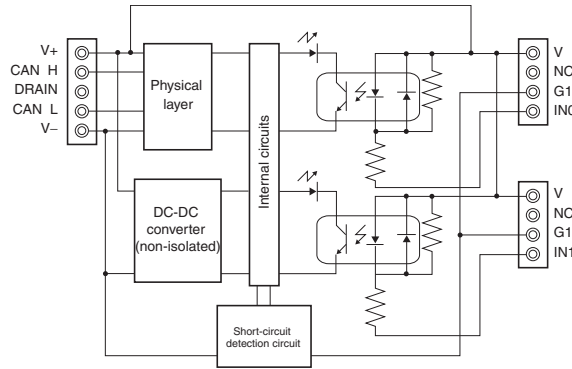 V+
CAN H
DRAIN
CAN L
V–
Physical
layer
DC-DC
converter
(non-isolated)
Internal circuits
Short-circuit
detection circuit
V
NC
G1
IN0
V
NC
G1
IN1